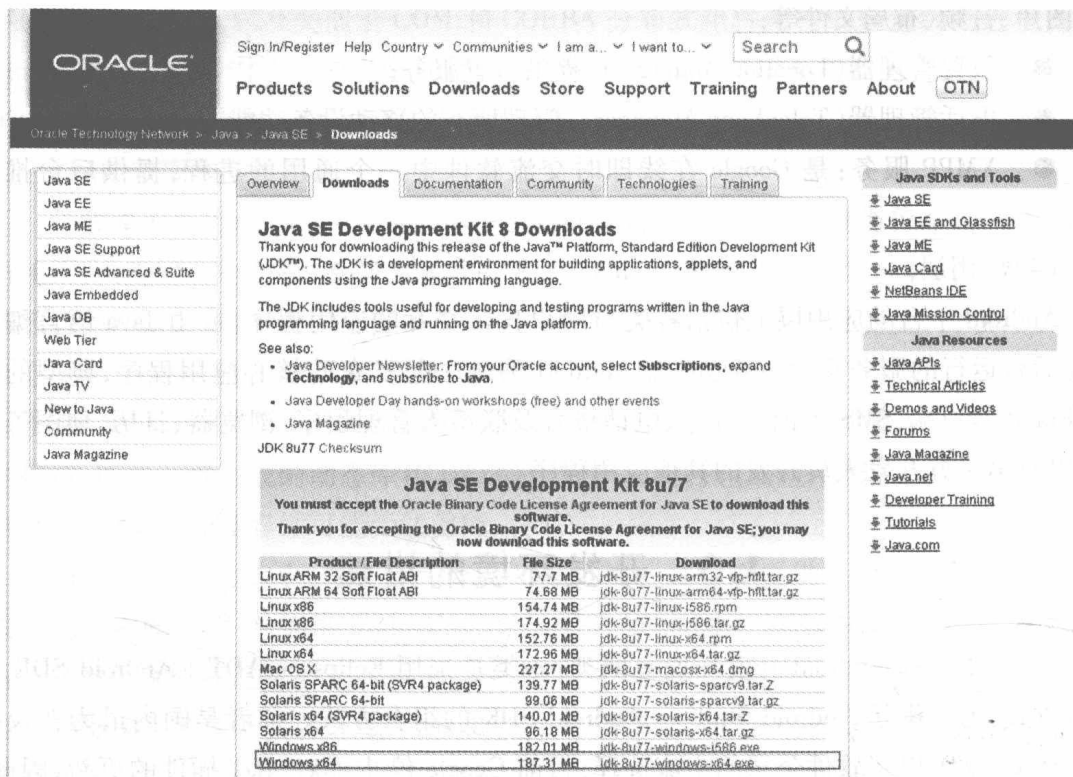 ORACLE
Sign In/Register Help Country Communities I am a... I want to... Search
Products Solutions Downloads Store Support Training Partners About OTN
Oracle Technology Network > Java > Java SE > Downloads
Java SE
Java EE
Java ME
Java SE Support
Java SE Advanced & Suite
Java Embedded
Java DB
Web Tier
Java Card
Java TV
New to Java
Community
Java Magazine
Overview Downloads Documentation Community Technologies Training
Java SE Development Kit 8 Downloads
Thank you for downloading this release of the Java™ Platform, Standard Edition Development Kit
(JDK™). The JDK is a development environment for building applications, applets, and
components using the Java programming language.
The JDK includes tools useful for developing and testing programs written in the Java
programming language and running on the Java platform.
See also:
• Java Developer Newsletter: From your Oracle account, select Subscriptions, expand
Technology, and subscribe to Java.
• Java Developer Day hands-on workshops (free) and other events
• Java Magazine
JDK 8u77 Checksum
Java SE Development Kit 8u77
You must accept the Oracle Binary Code License Agreement for Java SE to download this
software.
Thank you for accepting the Oracle Binary Code License Agreement for Java SE; you may
now download this software.
Product / File Description File Size Download
Linux ARM 32 Soft Float ABI 77.7 MB jdk-8u77-linux-arm32-vfp-hflt.tar.gz
Linux ARM 64 Soft Float ABI 74.68 MB jdk-8u77-linux-arm64-vfp-hflt.tar.gz
Linux x86 154.74 MB jdk-8u77-linux-i586.rpm
Linux x86 174.92 MB jdk-8u77-linux-i586.tar.gz
Linux x64 152.76 MB jdk-8u77-linux-x64.rpm
Linux x64 172.96 MB jdk-8u77-linux-x64.tar.gz
Mac OS X 227.27 MB jdk-8u77-macosx-x64.dmg
Solaris SPARC 64-bit (SVR4 package) 139.77 MB jdk-8u77-solaris-sparcv9.tar.Z
Solaris SPARC 64-bit 99.06 MB jdk-8u77-solaris-sparcv9.tar.gz
Solaris x64 (SVR4 package) 140.01 MB jdk-8u77-solaris-x64.tar.Z
Solaris x64 96.18 MB jdk-8u77-solaris-x64.tar.gz
Windows x86 182.01 MB jdk-8u77-windows-i586.exe
Windows x64 187.31 MB jdk-8u77-windows-x64.exe
Java SDKs and Tools
Java SE
Java EE and Glassfish
Java ME
Java Card
NetBeans IDE
Java Mission Control
Java Resources
Java APIs
Technical Articles
Demos and Videos
Forums
Java Magazine
Java.net
Developer Training
Tutorials
Java.com